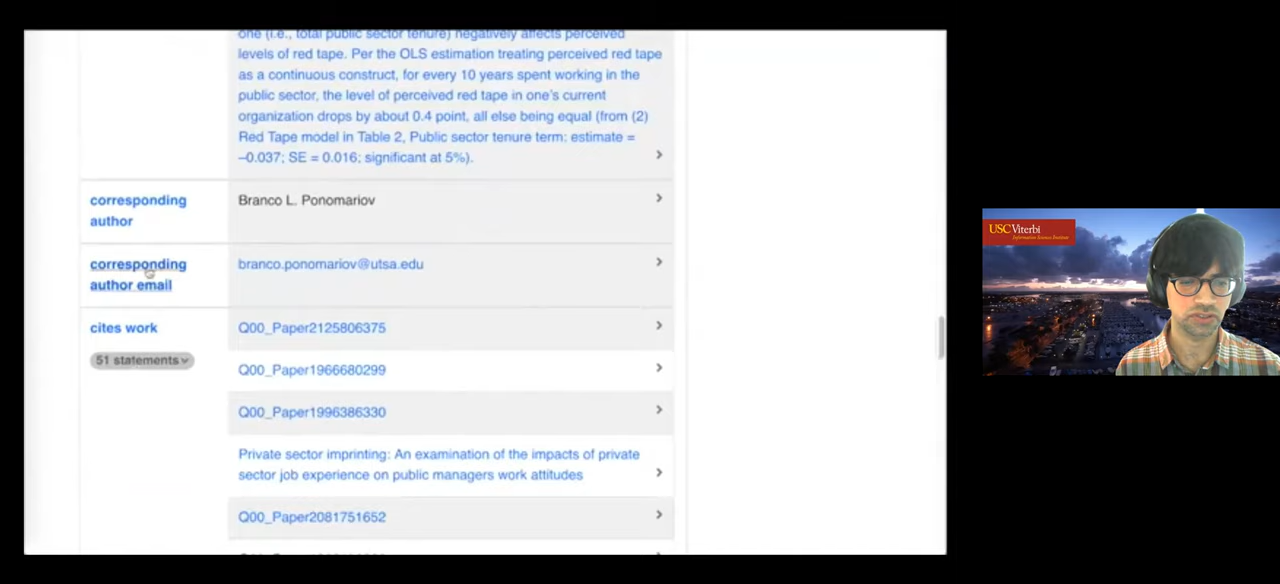 one (i.e., total public sector tenure) negatively affects perceived
levels of red tape. Per the OLS estimation treating perceived red tape
as a continuous construct, for every 10 years spent working in the
public sector, the level of perceived red tape in one's current
organization drops by about 0.4 point, all else being equal (from (2)
Red Tape model in Table 2, Public sector tenure term: estimate =
–0.037; SE = 0.016; significant at 5%).
corresponding
author
Branco L. Ponomariov
corresponding
author email
branco.ponomariov@utsa.edu
cites work
51 statements
Q00_Paper2125806375
Q00_Paper1966680299
Q00_Paper1996386330
Private sector imprinting: An examination of the impacts of private
sector job experience on public managers work attitudes
Q00_Paper2081751652
USC Viterbi
Information Sciences Institute